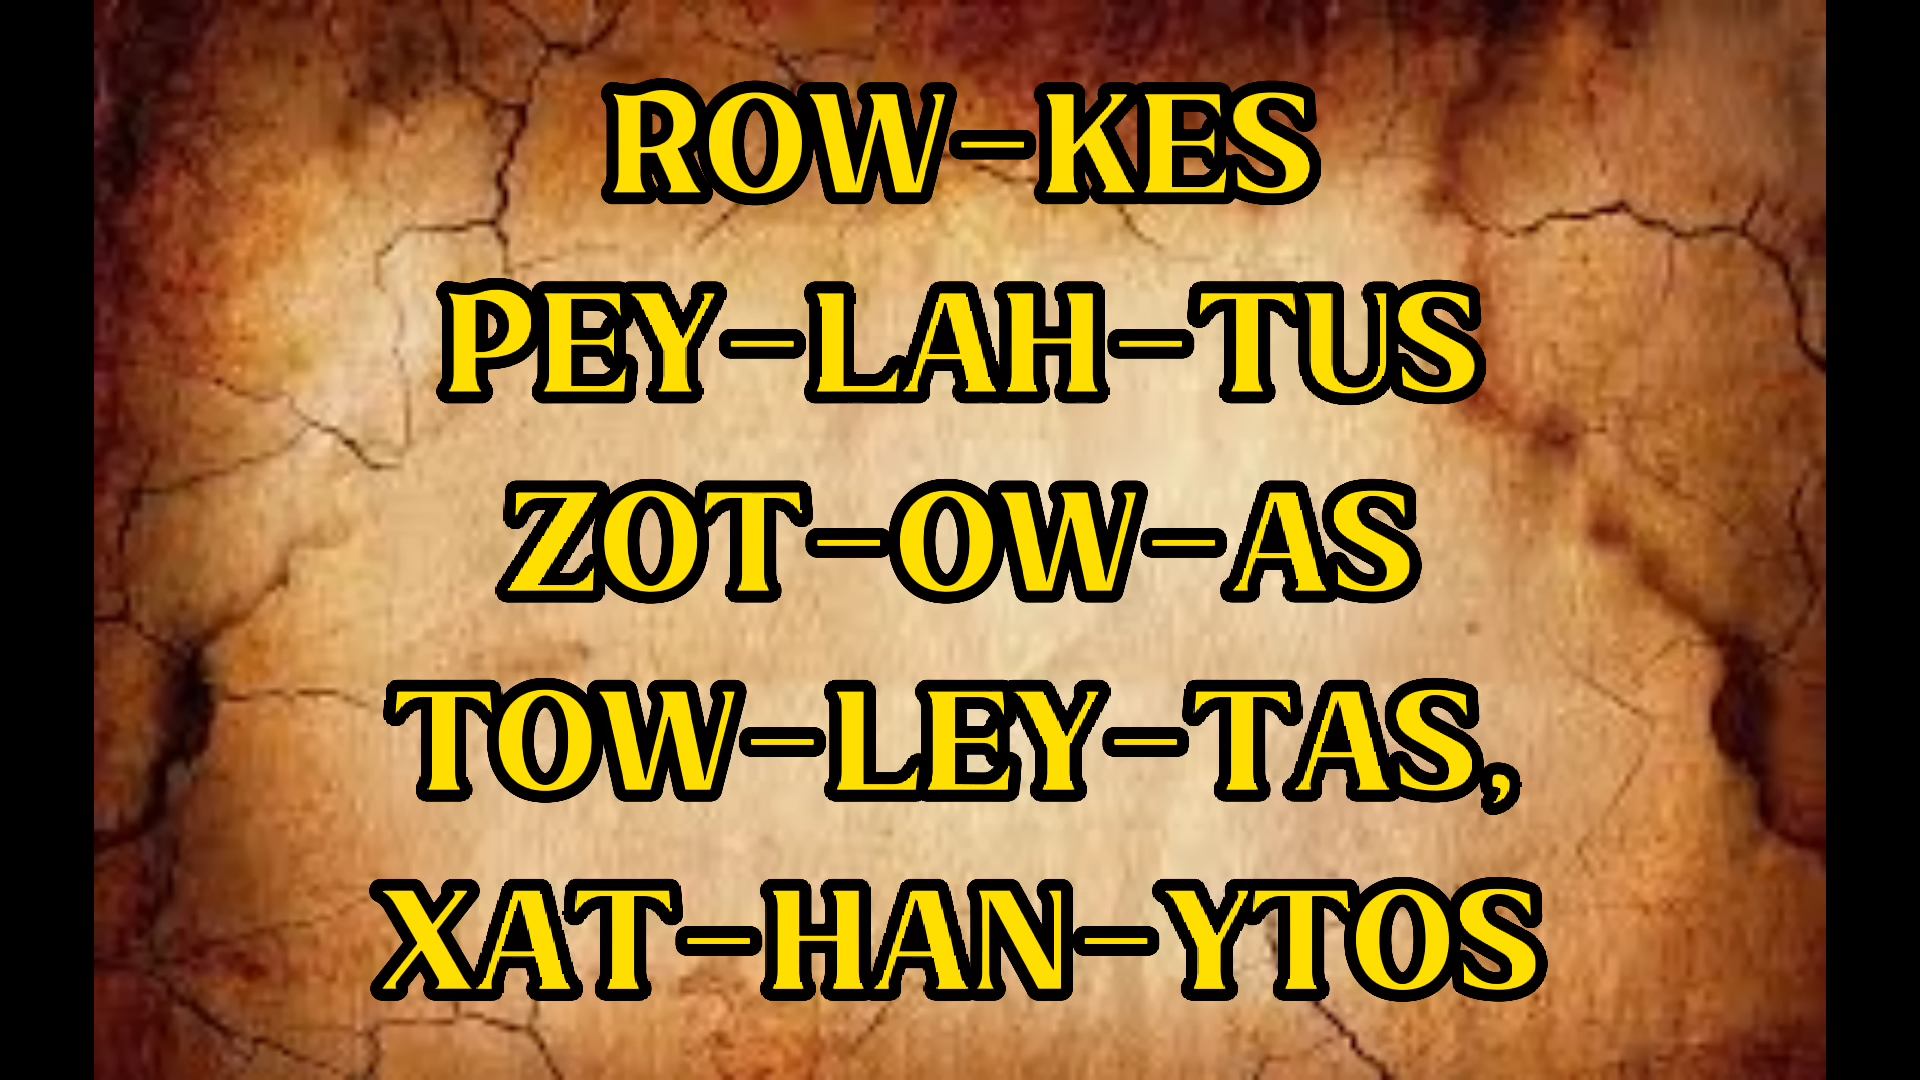 ROW-KES
PEY-LAH-TUS
ZOT-OW-AS
TOW-LEY-TAS,
XAT-HAN-YTOS